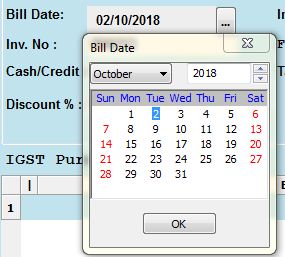 Bill Date: 02/10/2018 ... In
Inv. No : Bill Date F
Cash/Credit October 2018 Ta
Discount % :
Sun Mon Tue Wed Thu Fri Sat
1 2 3 4 5 6
7 8 9 10 11 12 13
14 15 16 17 18 19 20
21 22 23 24 25 26 27
28 29 30 31
IGST Pur
1
OK